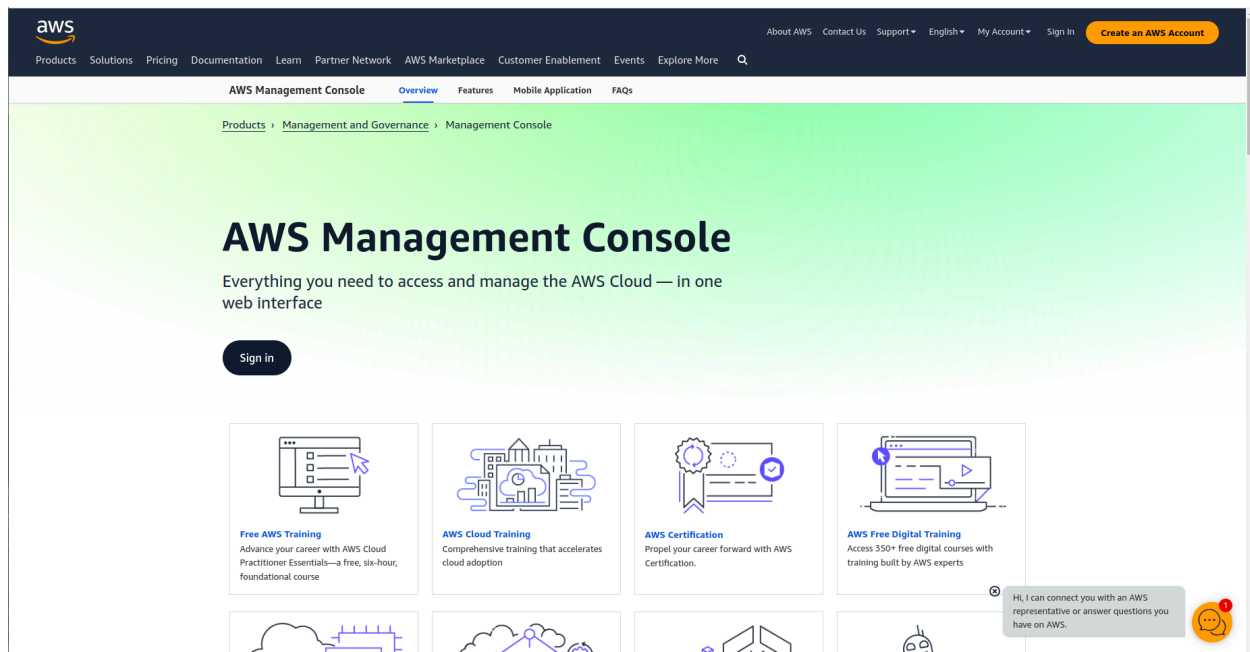 aws
About AWS Contact Us Support English My Account Sign In Create an AWS Account
Products Solutions Pricing Documentation Learn Partner Network AWS Marketplace Customer Enablement Events Explore More
AWS Management Console Overview Features Mobile Application FAQs
Products › Management and Governance › Management Console
AWS Management Console
Everything you need to access and manage the AWS Cloud — in one
web interface
Sign in
Free AWS Training
Advance your career with AWS Cloud
Practitioner Essentials—a free, six-hour,
foundational course
AWS Cloud Training
Comprehensive training that accelerates
cloud adoption
AWS Certification
Propel your career forward with AWS
Certification.
AWS Free Digital Training
Access 350+ free digital courses with
training built by AWS experts
Hi, I can connect you with an AWS
representative or answer questions you
have on AWS.
1